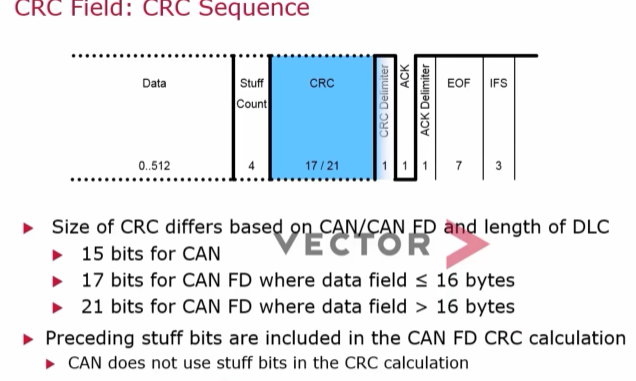 CRC Field: CRC Sequence
Data
Stuff
Count
CRC
CRC Delimiter
ACK
ACK Delimiter
EOF
IFS
0..512
4
17 / 21
1
1
1
7
3
Size of CRC differs based on CAN/CAN FD and length of DLC
VECTOR
15 bits for CAN
17 bits for CAN FD where data field ≤ 16 bytes
21 bits for CAN FD where data field > 16 bytes
Preceding stuff bits are included in the CAN FD CRC calculation
CAN does not use stuff bits in the CRC calculation